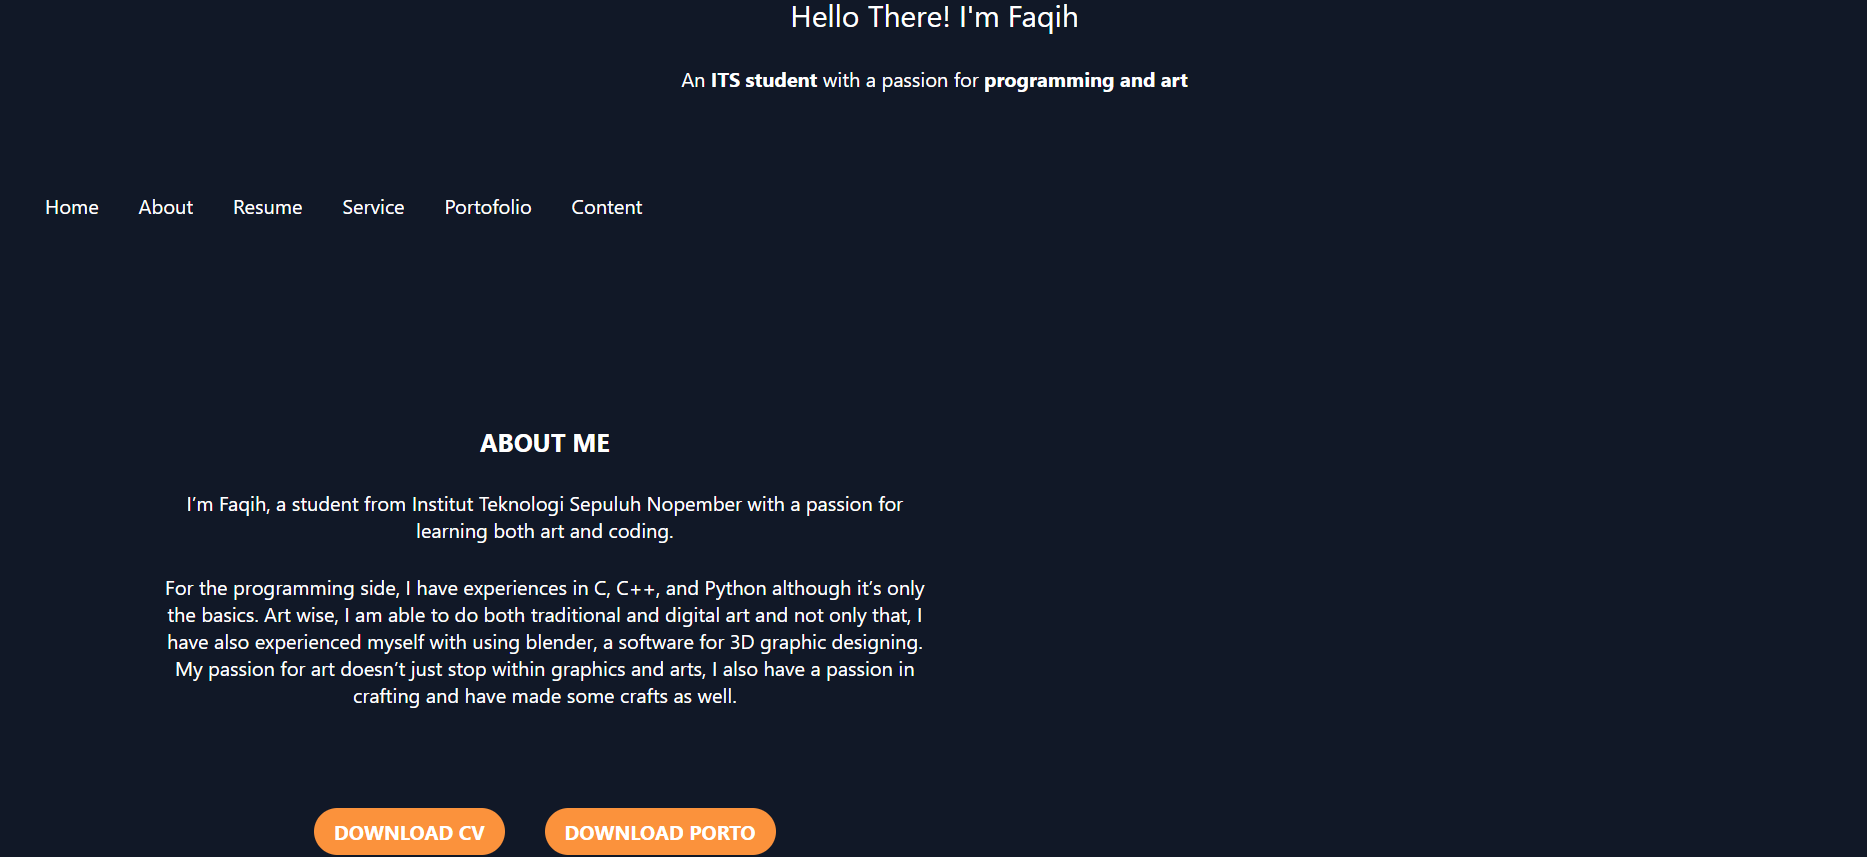 Hello There! I'm Faqih
An ITS student with a passion for programming and art
Home About Resume Service Portofolio Content
ABOUT ME
I’m Faqih, a student from Institut Teknologi Sepuluh Nopember with a passion for
learning both art and coding.
For the programming side, I have experiences in C, C++, and Python although it’s only
the basics. Art wise, I am able to do both traditional and digital art and not only that, I
have also experienced myself with using blender, a software for 3D graphic designing.
My passion for art doesn’t just stop within graphics and arts, I also have a passion in
crafting and have made some crafts as well.
DOWNLOAD CV DOWNLOAD PORTO